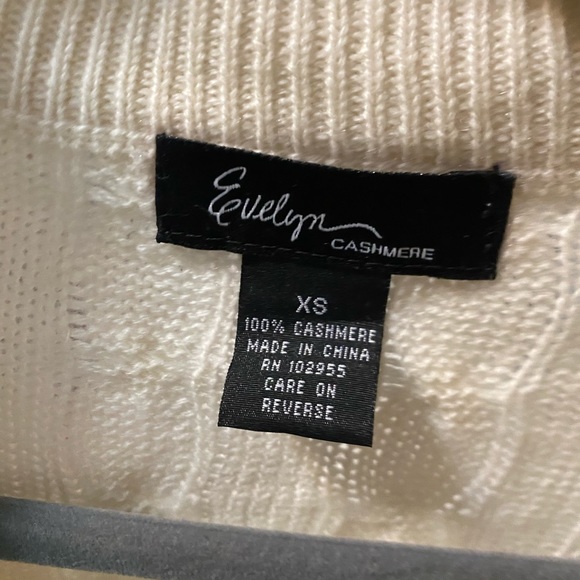 Evelyn
CASHMERE
XS
100% CASHMERE
MADE IN CHINA
RN 102955
CARE ON
REVERSE